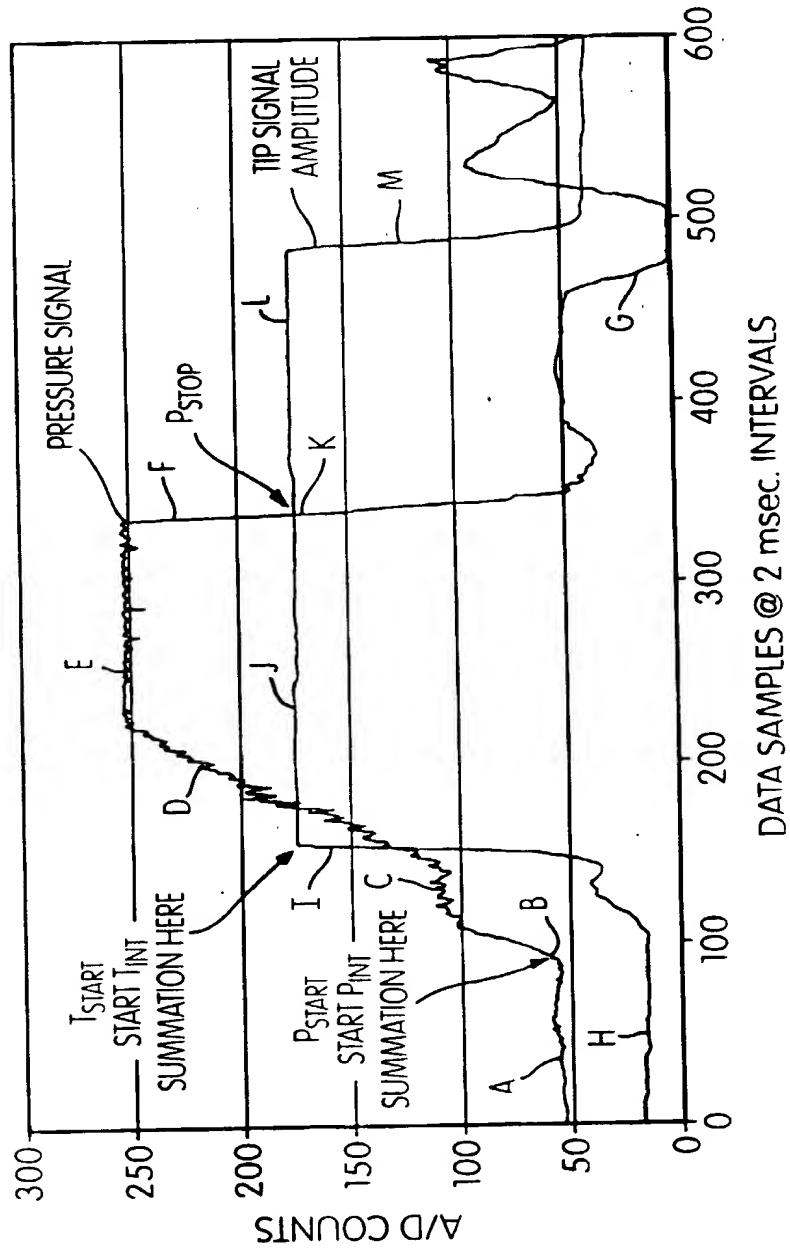 300
250
200
150
100
50
0
A/D COUNTS
0
100
200
300
400
500
600
DATA SAMPLES @ 2 msec. INTERVALS
TSTART
START TINT
SUMMATION HERE
PSTART
START PINT
SUMMATION HERE
PRESSURE SIGNAL
PSTOP
TIP SIGNAL
AMPLITUDE
A
B
C
D
E
F
G
H
I
J
K
L
M